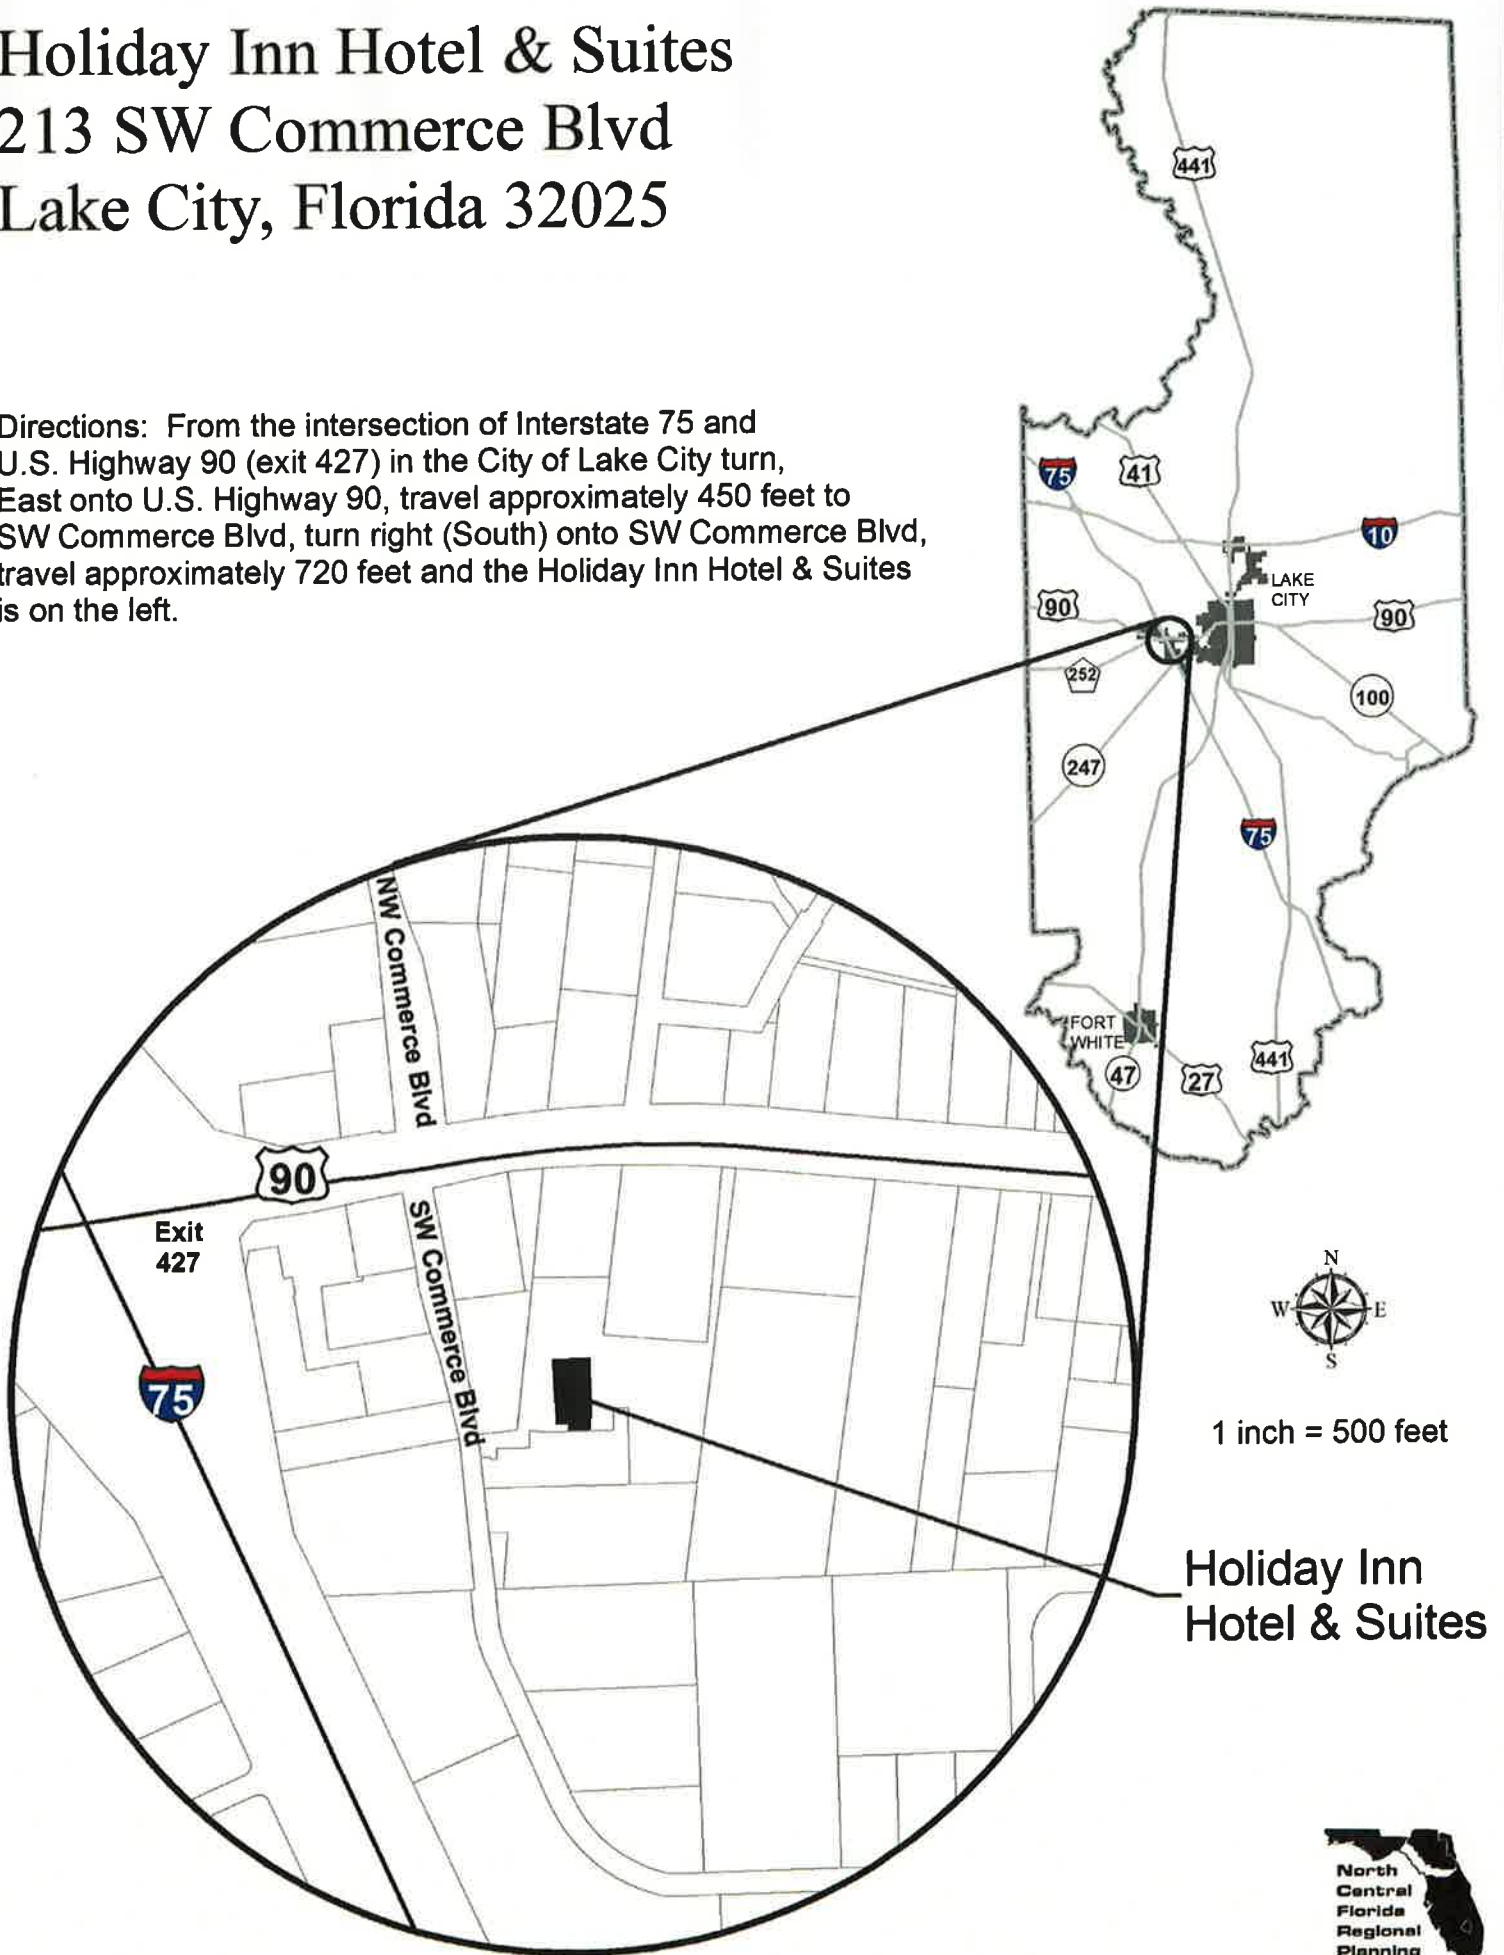 Holiday Inn Hotel & Suites
213 SW Commerce Blvd
Lake City, Florida 32025
Directions: From the intersection of Interstate 75 and
U.S. Highway 90 (exit 427) in the City of Lake City turn,
East onto U.S. Highway 90, travel approximately 450 feet to
SW Commerce Blvd, turn right (South) onto SW Commerce Blvd,
travel approximately 720 feet and the Holiday Inn Hotel & Suites
is on the left.
441
75
41
10
LAKE
CITY
90
90
252
100
247
75
FORT
WHITE
47
27
441
NW Commerce Blvd
90
Exit
427
SW Commerce Blvd
75
N
W
E
S
1 inch = 500 feet
Holiday Inn
Hotel & Suites
North
Central
Florida
Regional
Planning